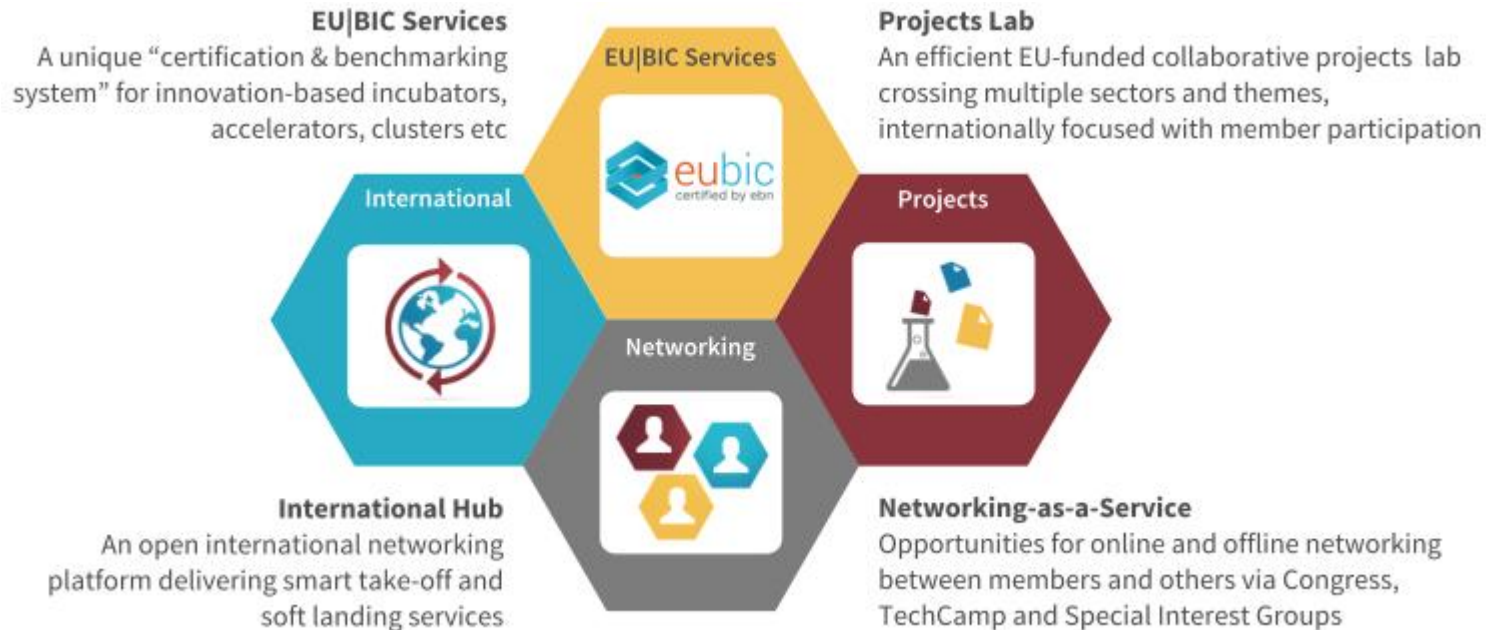 EU|BIC Services
A unique “certification & benchmarking
system” for innovation-based incubators,
accelerators, clusters etc
EU|BIC Services
eubic
certified by ebn
Projects Lab
An efficient EU-funded collaborative projects lab
crossing multiple sectors and themes,
internationally focused with member participation
International
Projects
Networking
International Hub
An open international networking
platform delivering smart take-off and
soft landing services
Networking-as-a-Service
Opportunities for online and offline networking
between members and others via Congress,
TechCamp and Special Interest Groups